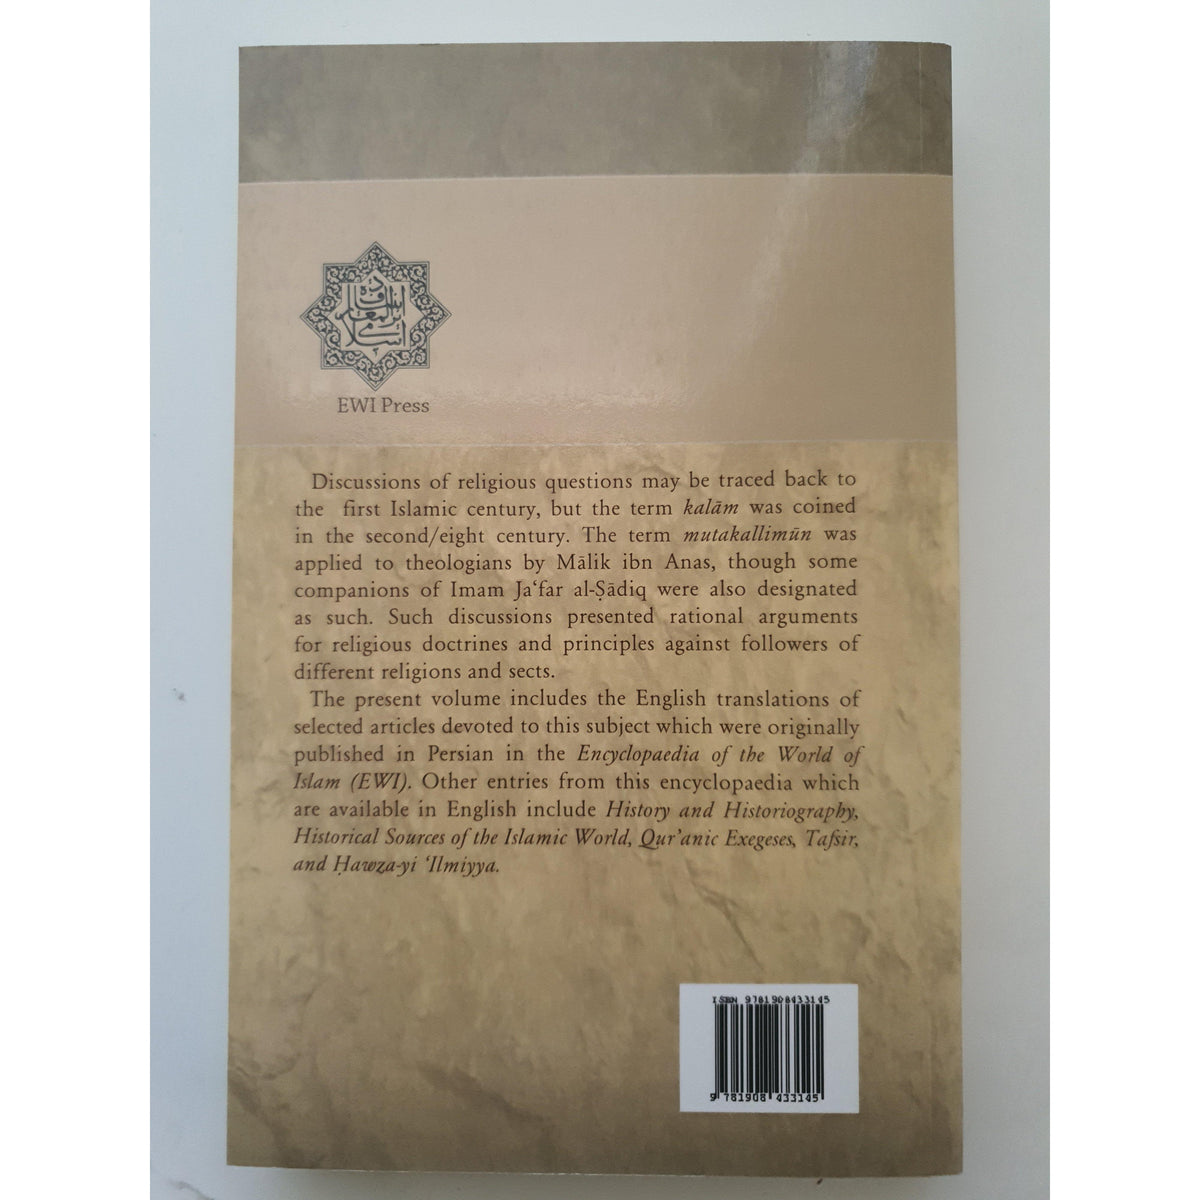 بنیاد
دایرةالمعارف
اسلامی
EWI Press
Discussions of religious questions may be traced back to
the first Islamic century, but the term kalām was coined
in the second/eight century. The term mutakallimūn was
applied to theologians by Mālik ibn Anas, though some
companions of Imam Ja‘far al-Ṣādiq were also designated
as such. Such discussions presented rational arguments
for religious doctrines and principles against followers of
different religions and sects.
The present volume includes the English translations of
selected articles devoted to this subject which were originally
published in Persian in the Encyclopaedia of the World of
Islam (EWI). Other entries from this encyclopaedia which
are available in English include History and Historiography,
Historical Sources of the Islamic World, Qur’anic Exegeses, Tafsir,
and Ḥawza-yi ‘Ilmiyya.
ISBN 9781908433145
9 781908 433145